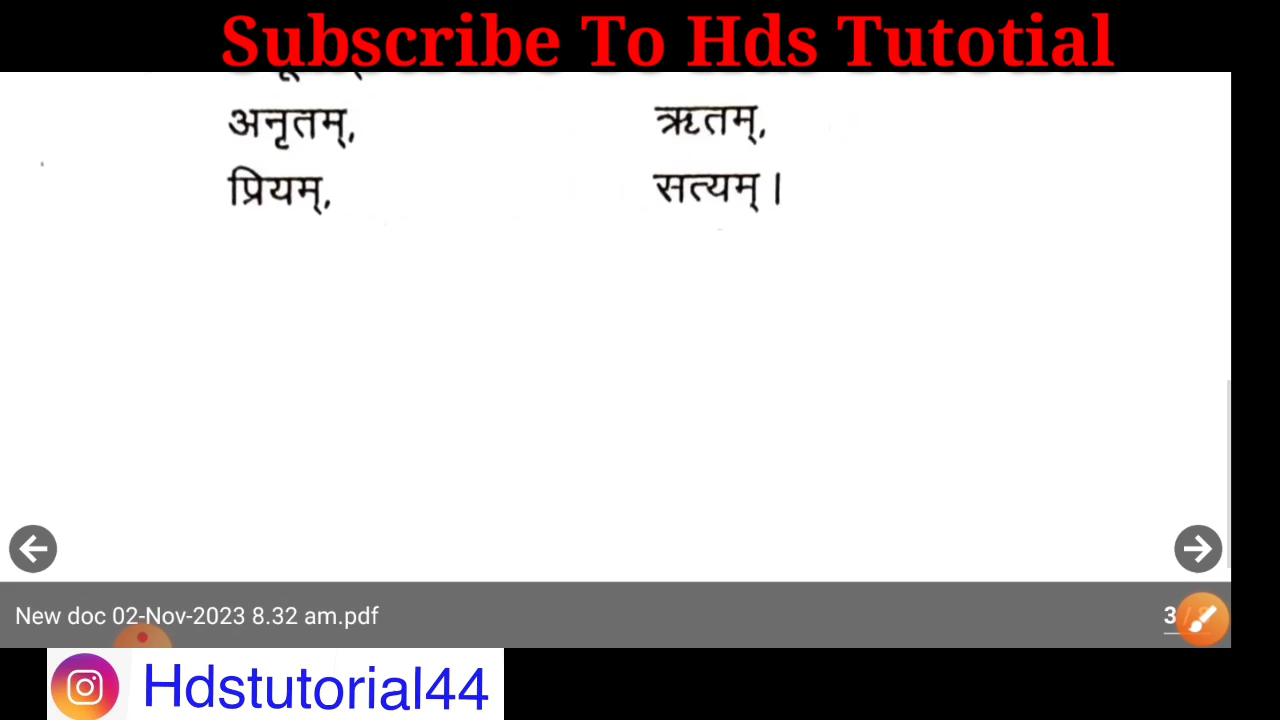 Subscribe To Hds Tutotial
अनृतम्, ऋतम्,
प्रियम्, सत्यम् ।
New doc 02-Nov-2023 8.32 am.pdf
3 /
Hdstutorial44